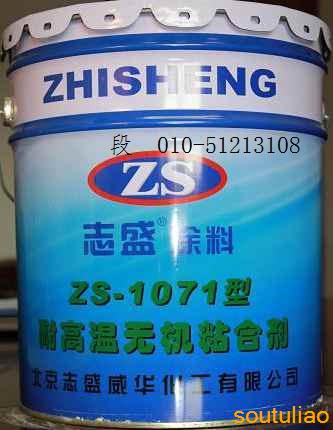 ZHISHENG
段 010-51213108
ZS
志盛®涂料
ZS-1071型
耐高温无机粘合剂
北京志盛威华化工有限公司
soutuliao